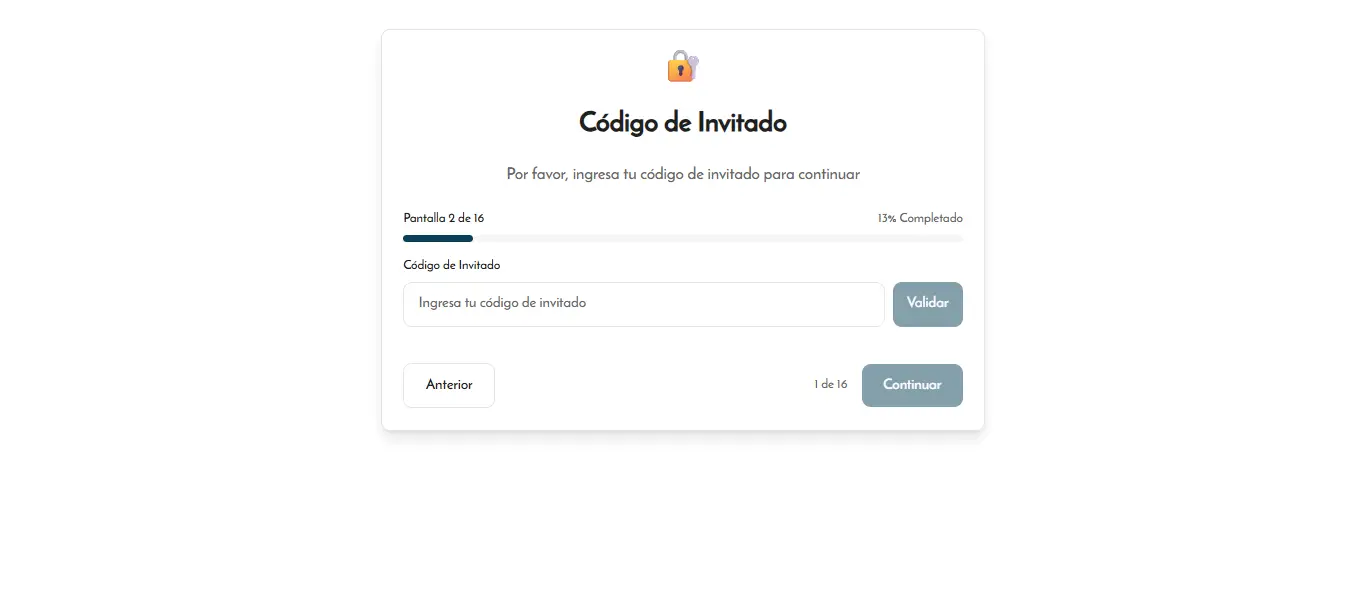 Código de Invitado
Por favor, ingresa tu código de invitado para continuar
Pantalla 2 de 16
13% Completado
Código de Invitado
Ingresa tu código de invitado
Validar
Anterior
1 de 16
Continuar